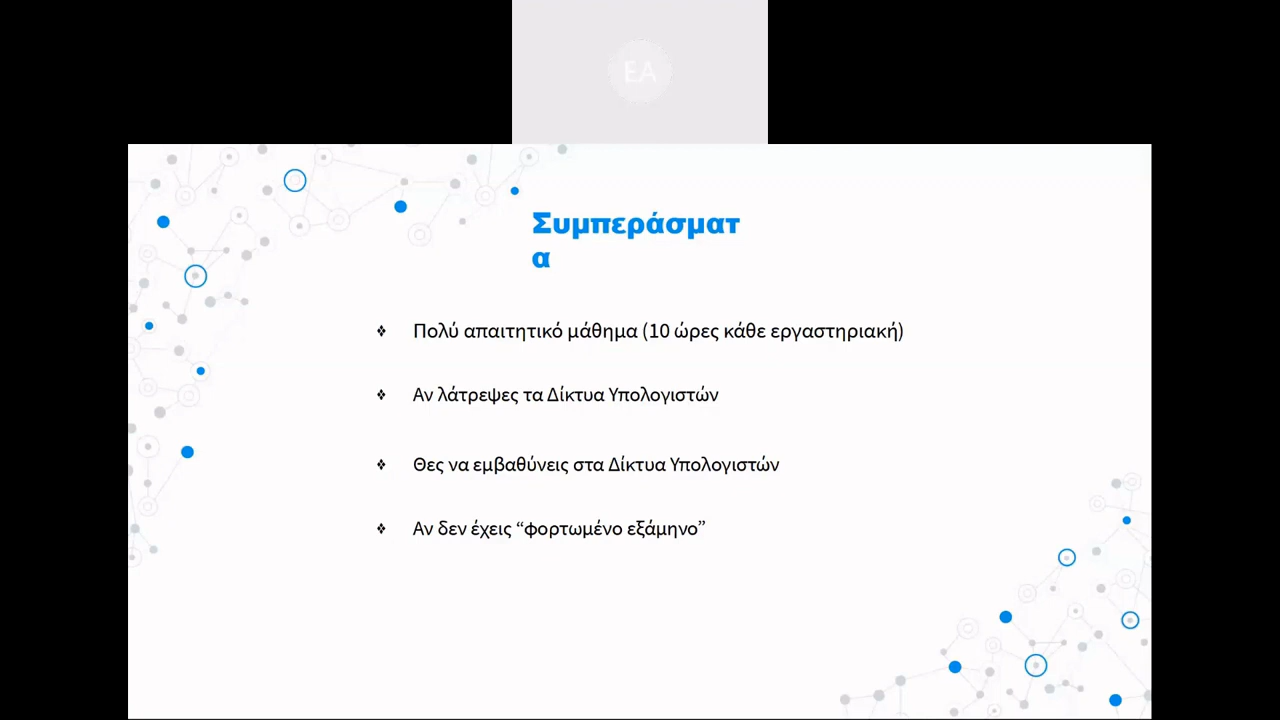 EA
Συμπεράσματ
α
❖ Πολύ απαιτητικό μάθημα (10 ώρες κάθε εργαστηριακή)
❖ Αν λάτρεψες τα Δίκτυα Υπολογιστών
❖ Θες να εμβαθύνεις στα Δίκτυα Υπολογιστών
❖ Αν δεν έχεις “φορτωμένο εξάμηνο”